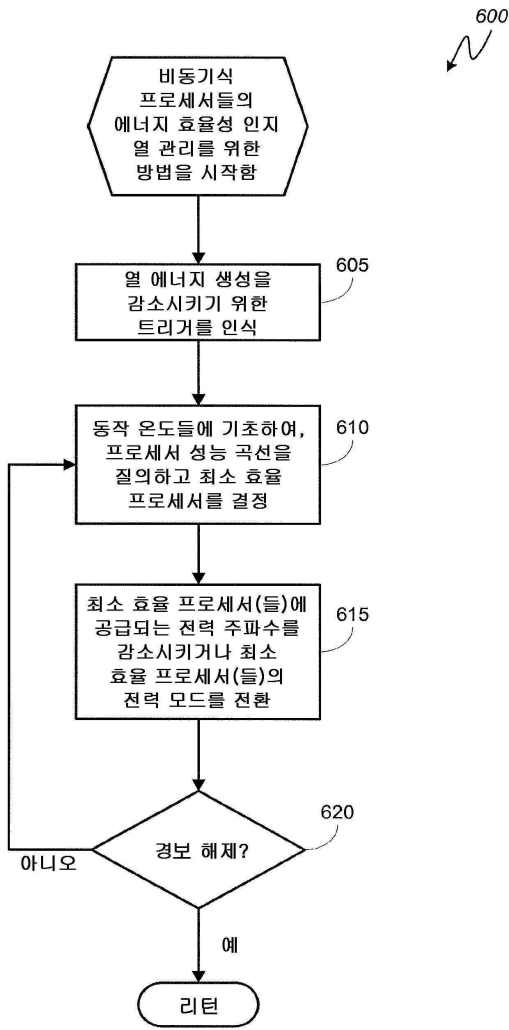 600
비동기식
프로세서들의
에너지 효율성 인지
열 관리를 위한
방법을 시작함
605
열 에너지 생성을
감소시키기 위한
트리거를 인식
610
동작 온도들에 기초하여,
프로세서 성능 곡선을
질의하고 최소 효율
프로세서를 결정
615
최소 효율 프로세서(들)에
공급되는 전력 주파수를
감소시키거나 최소
효율 프로세서(들)의
전력 모드를 전환
620
경보 해제?
아니오
예
리턴